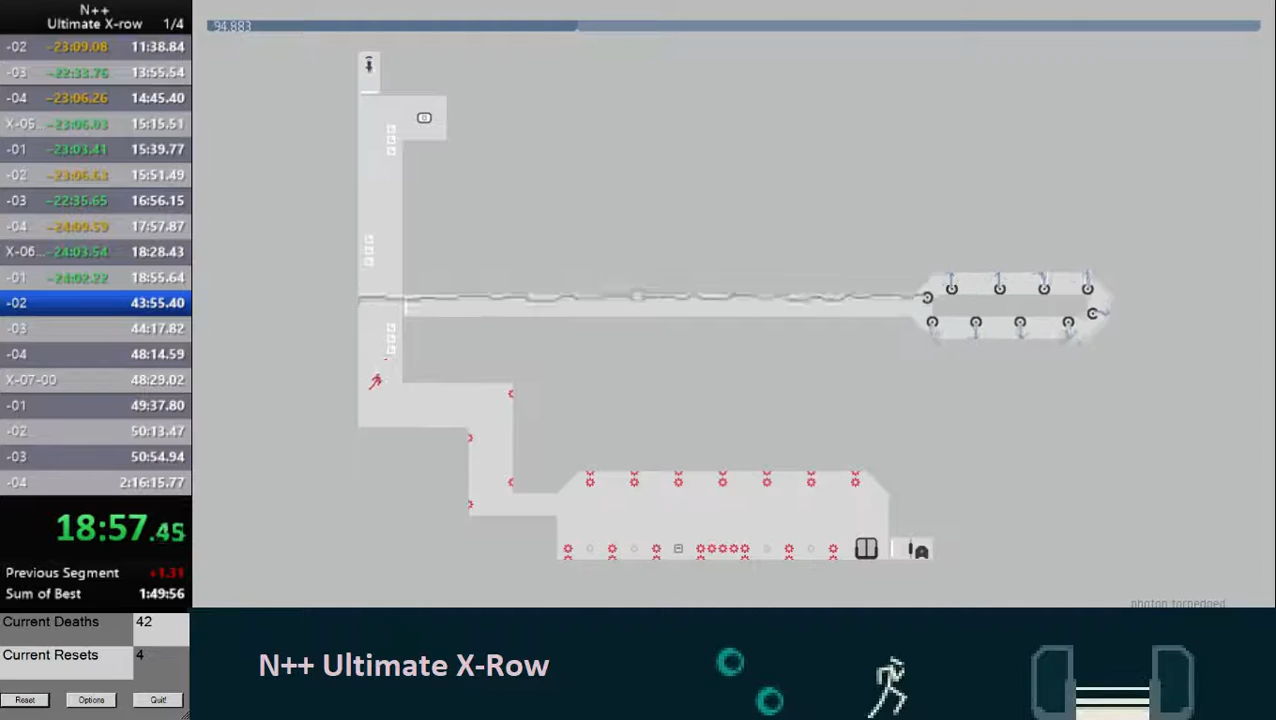 N++
Ultimate X-row 1/4
-02 -23:09.08 11:38.84
-03 -22:33.76 13:55.54
-04 -23:06.26 14:45.40
X-05... -23:06.03 15:15.51
-01 -23:03.41 15:39.77
-02 -23:06.63 15:51.49
-03 -22:35.65 16:56.15
-04 -24:09.59 17:57.87
X-06... -24:03.54 18:28.43
-01 -24:02.22 18:55.64
-02 43:55.40
-03 44:17.82
-04 48:14.59
X-07-00 48:29.02
-01 49:37.80
-02 50:13.47
-03 50:54.94
-04 2:16:15.77
18:57.45
Previous Segment +1.31
Sum of Best 1:49:56
Current Deaths 42
Current Resets 4
Reset Options Quit!
94.883
photon torpedoed
N++ Ultimate X-Row